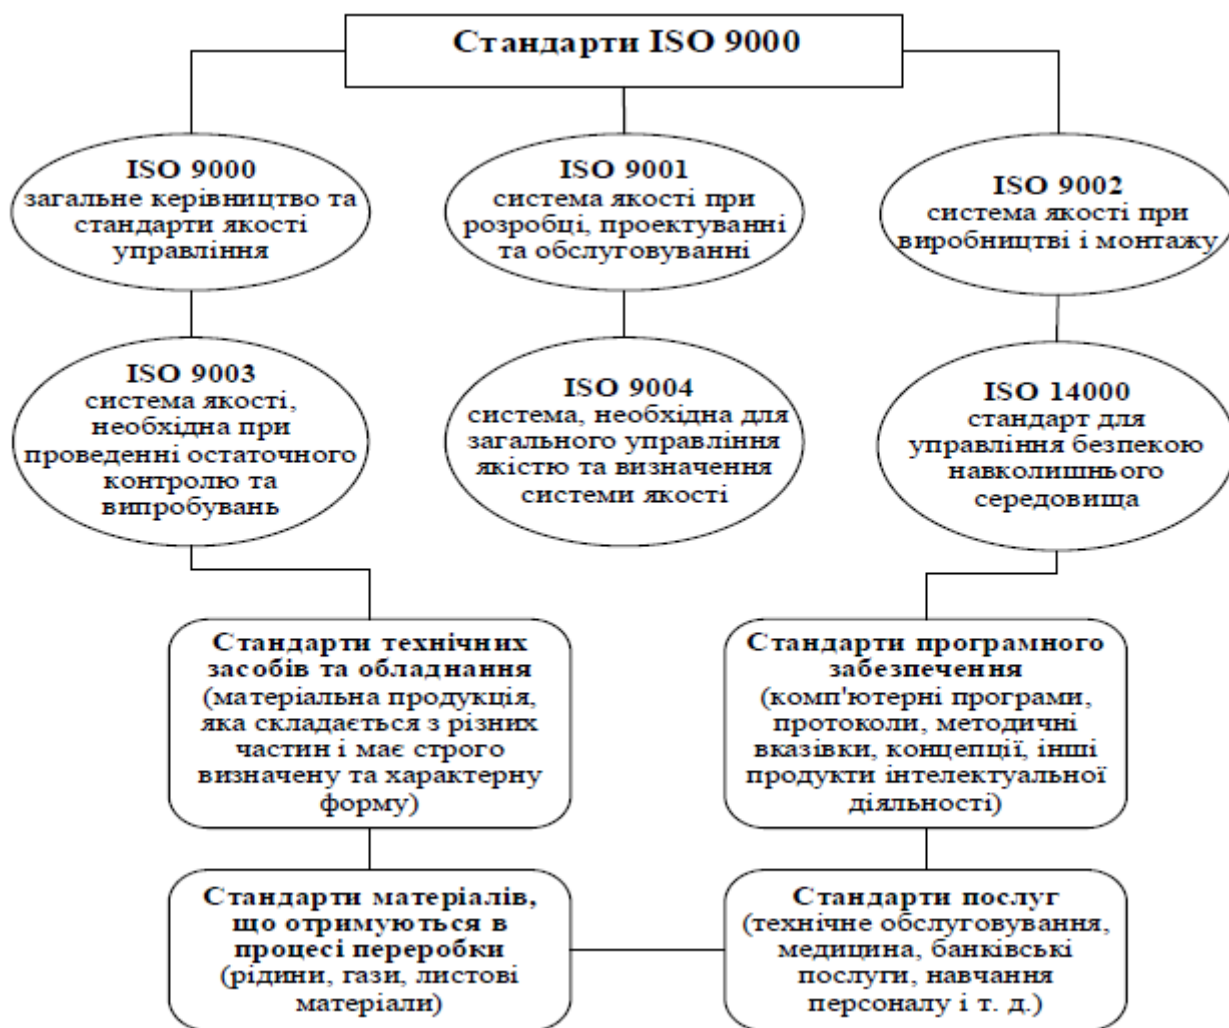 Стандарти ISO 9000
ISO 9000
загальне керівництво та
стандарти якості
управління
ISO 9001
система якості при
розробці, проектуванні
та обслуговуванні
ISO 9002
система якості при
виробництві і монтажу
ISO 9003
система якості,
необхідна при
проведенні остаточного
контролю та
випробувань
ISO 9004
система, необхідна для
загального управління
якістю та визначення
системи якості
ISO 14000
стандарт для
управління безпекою
навколишнього
середовища
Стандарти технічних
засобів та обладнання
(матеріальна продукція,
яка складається з різних
частин і має строго
визначену та характерну
форму)
Стандарти програмного
забезпечення
(комп'ютерні програми,
протоколи, методичні
вказівки, концепції, інші
продукти інтелектуальної
діяльності)
Стандарти матеріалів,
що отримуються в
процесі переробки
(рідини, гази, листові
матеріали)
Стандарти послуг
(технічне обслуговування,
медицина, банківські
послуги, навчання
персоналу і т. д.)